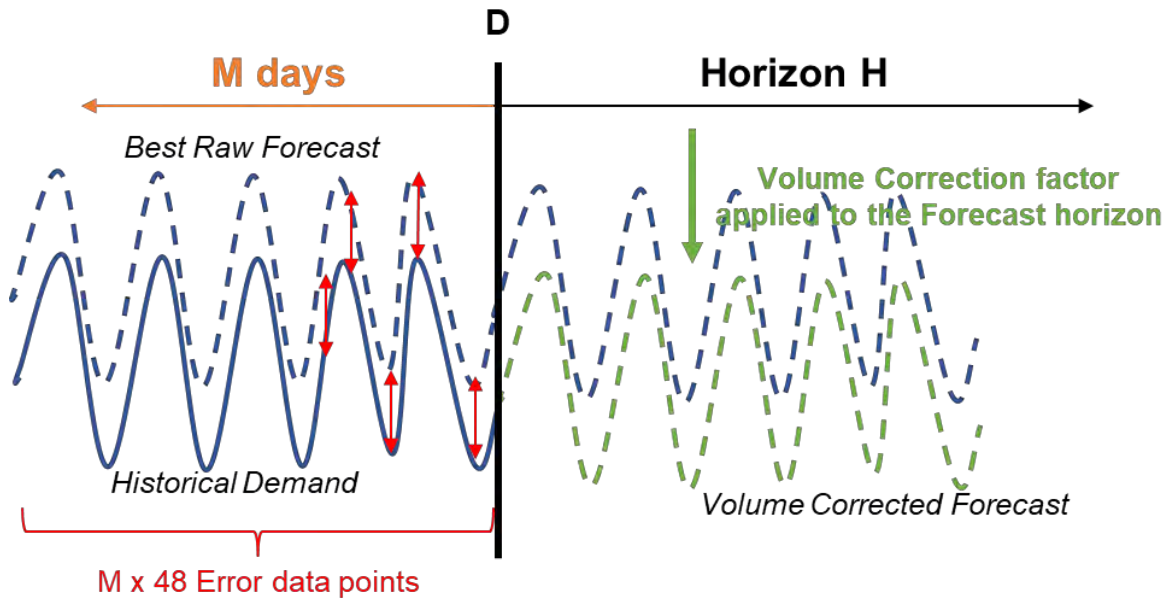 D
M days
Horizon H
Best Raw Forecast
Volume Correction factor
applied to the Forecast horizon
Historical Demand
Volume Corrected Forecast
M x 48 Error data points